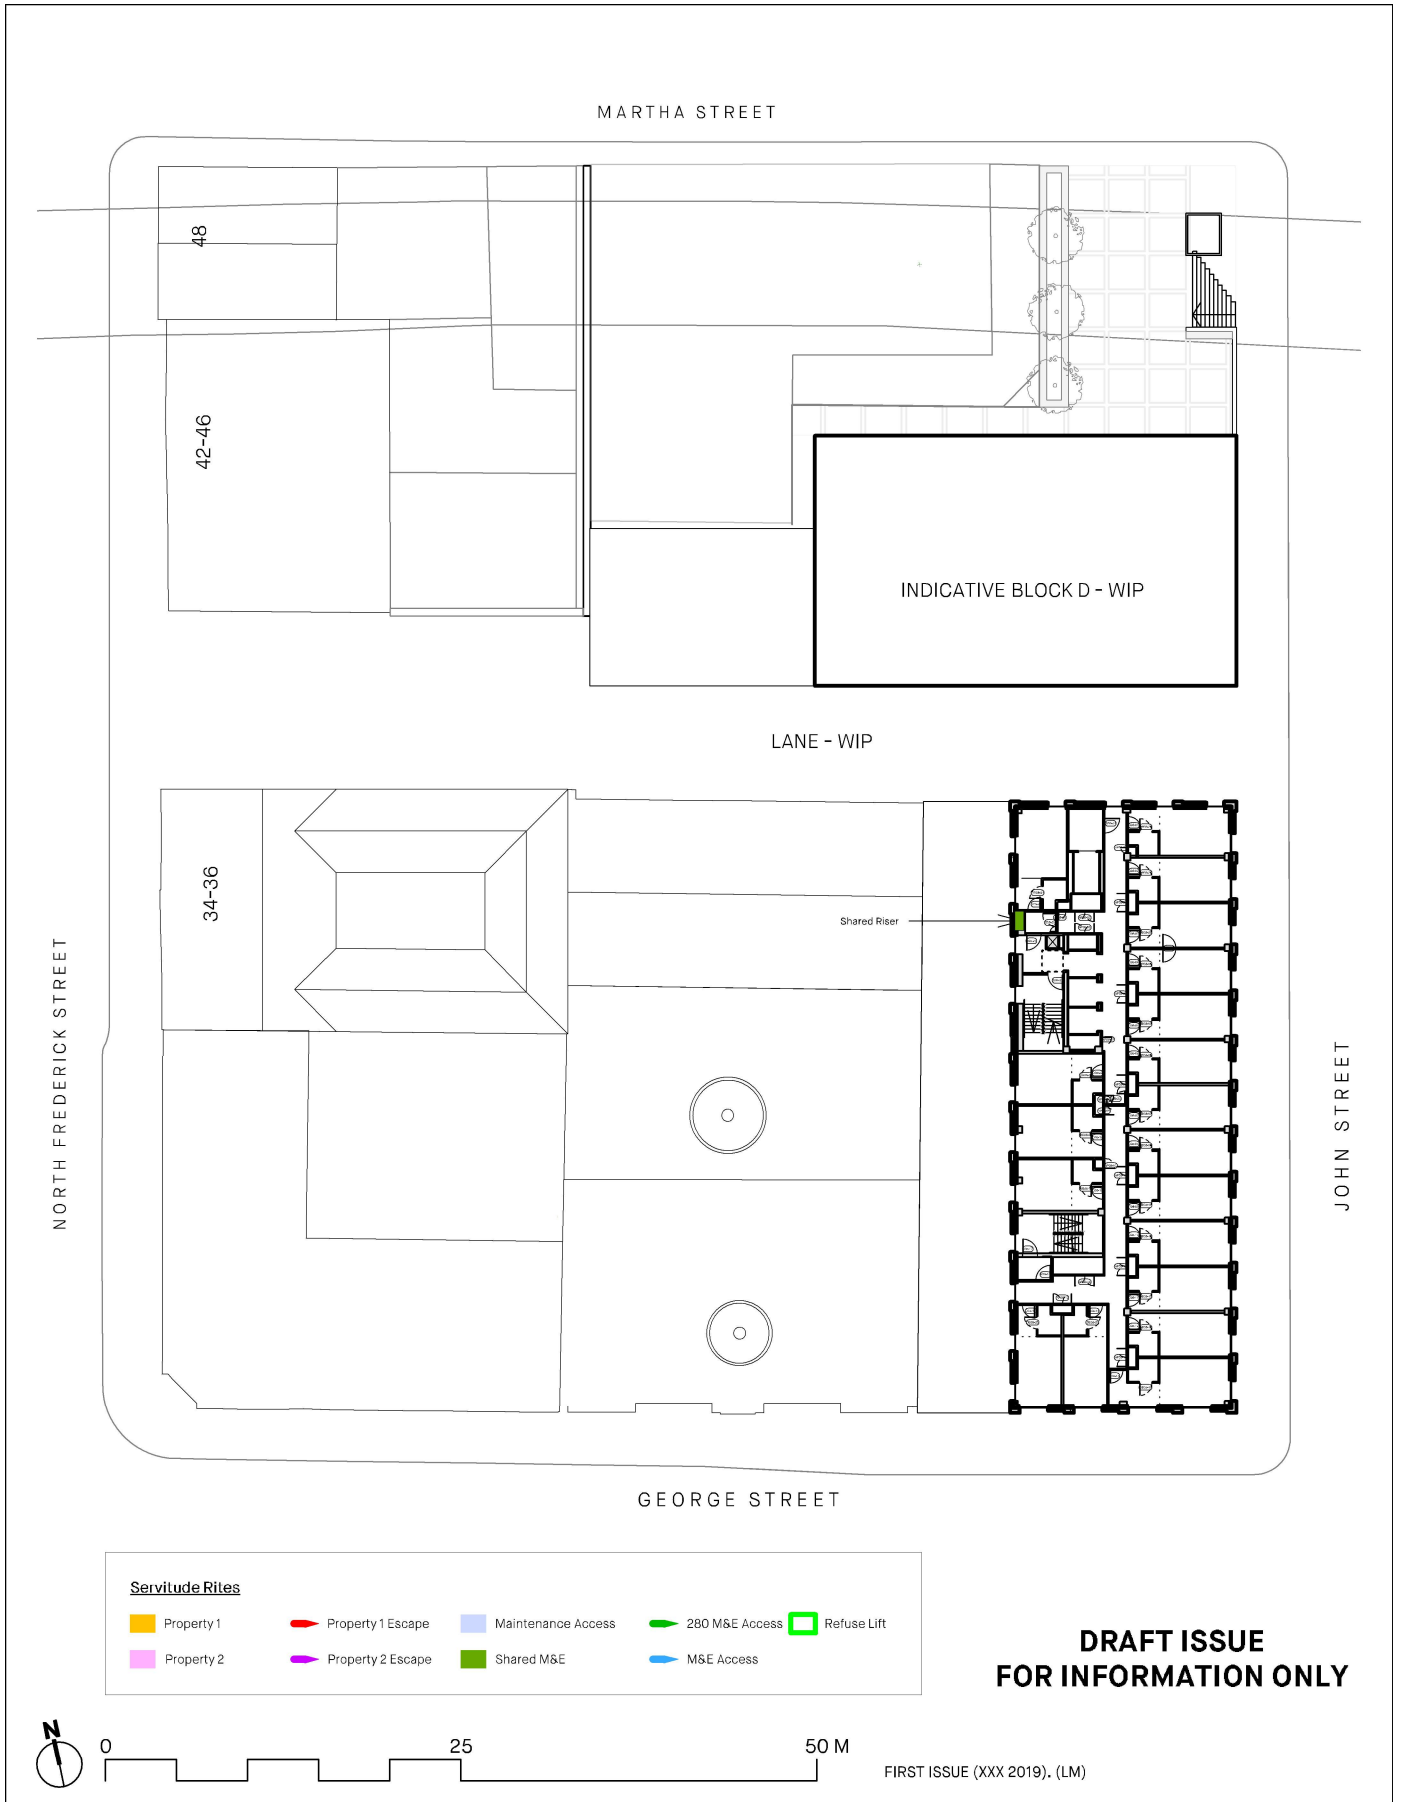 MARTHA STREET
48
42-46
INDICATIVE BLOCK D - WIP
LANE - WIP
34-36
Shared Riser
NORTH FREDERICK STREET
JOHN STREET
GEORGE STREET
Servitude Rites
Property 1
Property 1 Escape
Maintenance Access
280 M&E Access
Refuse Lift
Property 2
Property 2 Escape
Shared M&E
M&E Access
DRAFT ISSUE
FOR INFORMATION ONLY
N
0
25
50 M
FIRST ISSUE (XXX 2019). (LM)